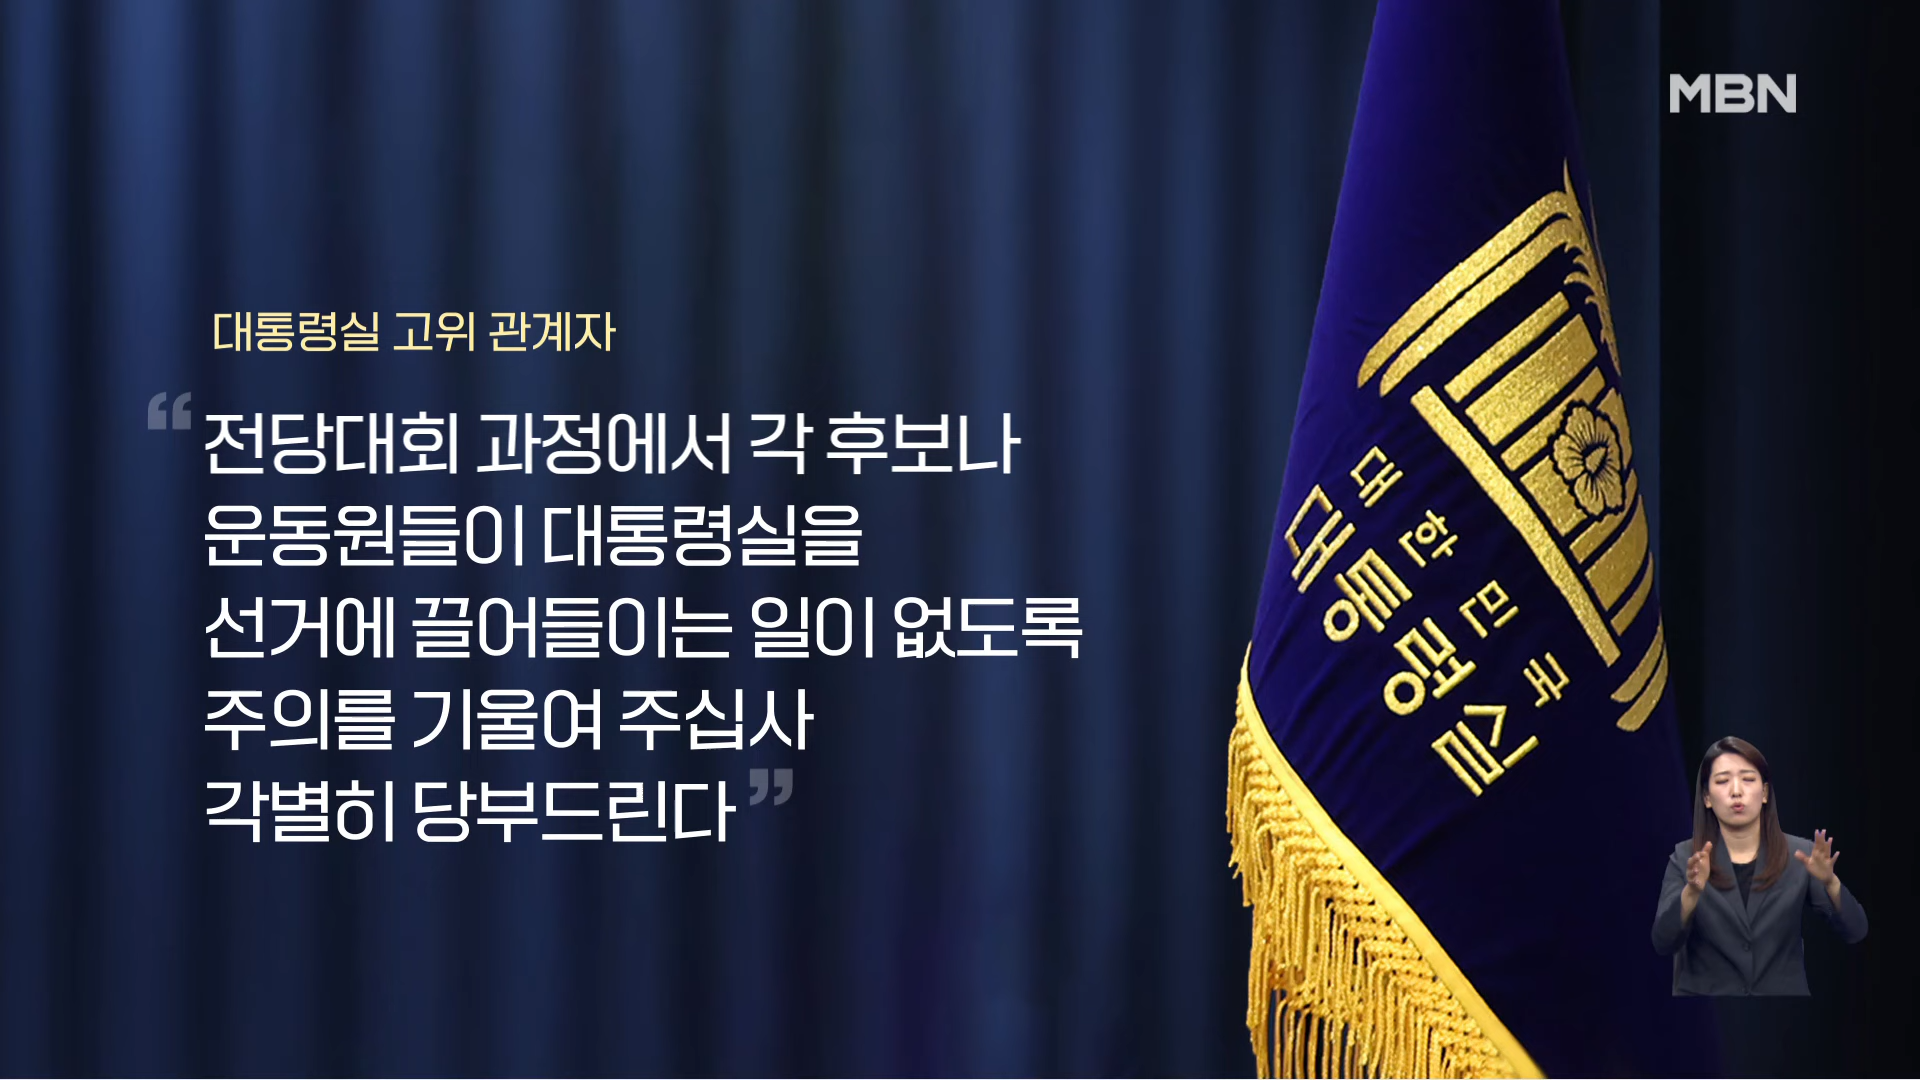 MBN
대통령실 고위 관계자
“전당대회 과정에서 각 후보나
운동원들이 대통령실을
선거에 끌어들이는 일이 없도록
주의를 기울여 주십사
각별히 당부드린다”
대한민국
대통령실